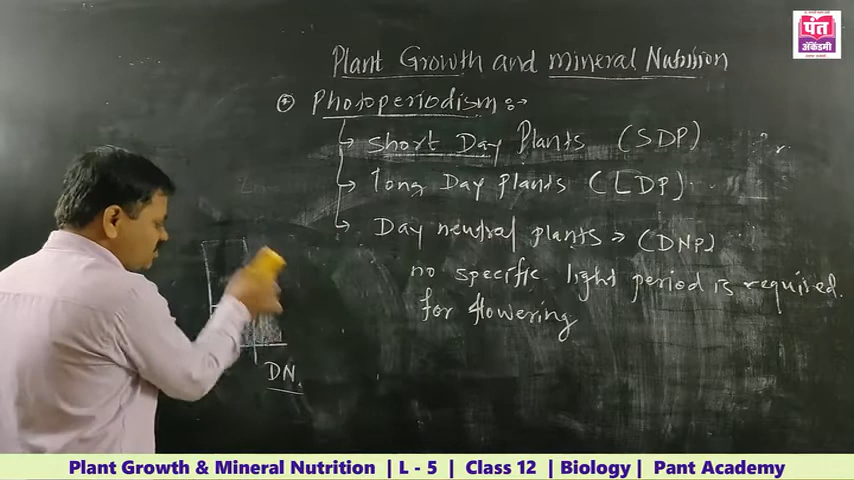 पंत
अकॅडमी
Plant Growth and mineral Nutrition
Photoperiodism :-
short Day Plants (SDP)
long Day plants (LDP)
Day neutral plants → (DNP)
no specific light period is required.
for flowering
DN
Plant Growth & Mineral Nutrition | L - 5 | Class 12 | Biology | Pant Academy